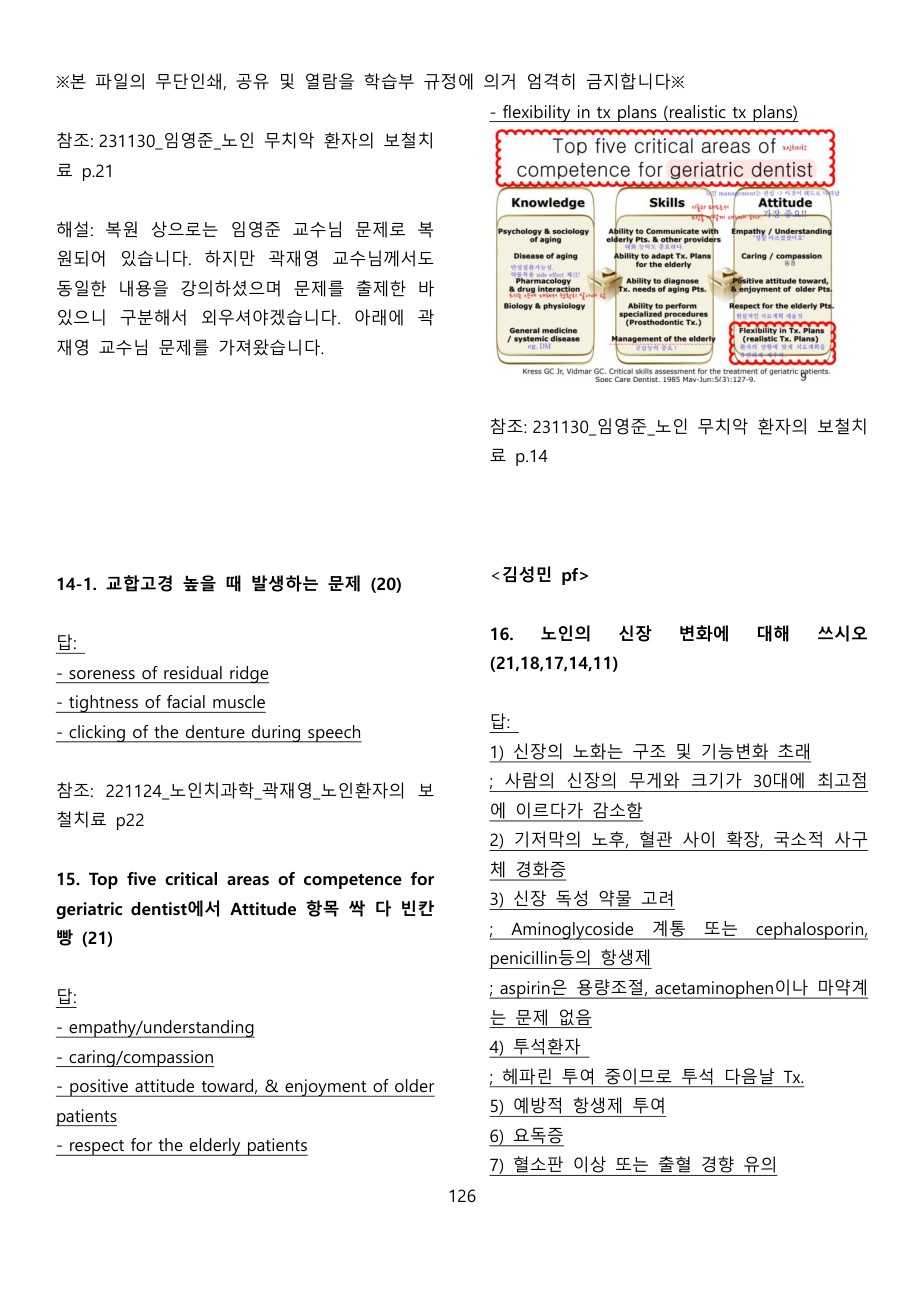 ※본 파일의 무단인쇄, 공유 및 열람을 학습부 규정에 의거 엄격히 금지합니다※
참조: 231130_임영준_노인 무치악 환자의 보철치
료 p.21
해설: 복원 상으로는 임영준 교수님 문제로 복
원되어 있습니다. 하지만 곽재영 교수님께서도
동일한 내용을 강의하셨으며 문제를 출제한 바
있으니 구분해서 외우셔야겠습니다. 아래에 곽
재영 교수님 문제를 가져왔습니다.
14-1. 교합고경 높을 때 발생하는 문제 (20)
답:
- soreness of residual ridge
- tightness of facial muscle
- clicking of the denture during speech
참조: 221124_노인치과학_곽재영_노인환자의 보
철치료 p22
15. Top five critical areas of competence for
geriatric dentist에서 Attitude 항목 싹 다 빈칸
빵 (21)
답:
- empathy/understanding
- caring/compassion
- positive attitude toward, & enjoyment of older
patients
- respect for the elderly patients
- flexibility in tx plans (realistic tx plans)
Top five critical areas of
competence for geriatric dentist
Knowledge
Psychology & sociology
of aging
Disease of aging
Pharmacology
& drug interaction
Biology & physiology
General medicine
/ systemic disease
eg. DM
Skills
Ability to Communicate with
elderly Pts. & other providers
Ability to adapt Tx. Plans
for the elderly
Ability to diagnose
Tx. needs of aging Pts.
Ability to perform
specialized procedures
(Prosthodontic Tx.)
Management of the elderly
Attitude
가장 중요!!
Empathy / Understanding
Caring / compassion
Positive attitude toward,
& enjoyment of older Pts.
Respect for the elderly Pts.
Flexibility in Tx. Plans
(realistic Tx. Plans)
Kress GC Jr, Vidmar GC. Critical skills assessment for the treatment of geriatric patients.
Spec Care Dentist. 1985 May-Jun;5(3):127-9.
9
참조: 231130_임영준_노인 무치악 환자의 보철치
료 p.14
<김성민 pf>
16. 노인의 신장 변화에 대해 쓰시오
(21,18,17,14,11)
답:
1) 신장의 노화는 구조 및 기능변화 초래
; 사람의 신장의 무게와 크기가 30대에 최고점
에 이르다가 감소함
2) 기저막의 노후, 혈관 사이 확장, 국소적 사구
체 경화증
3) 신장 독성 약물 고려
; Aminoglycoside 계통 또는 cephalosporin,
penicillin등의 항생제
; aspirin은 용량조절, acetaminophen이나 마약계
는 문제 없음
4) 투석환자
; 헤파린 투여 중이므로 투석 다음날 Tx.
5) 예방적 항생제 투여
6) 요독증
7) 혈소판 이상 또는 출혈 경향 유의
126